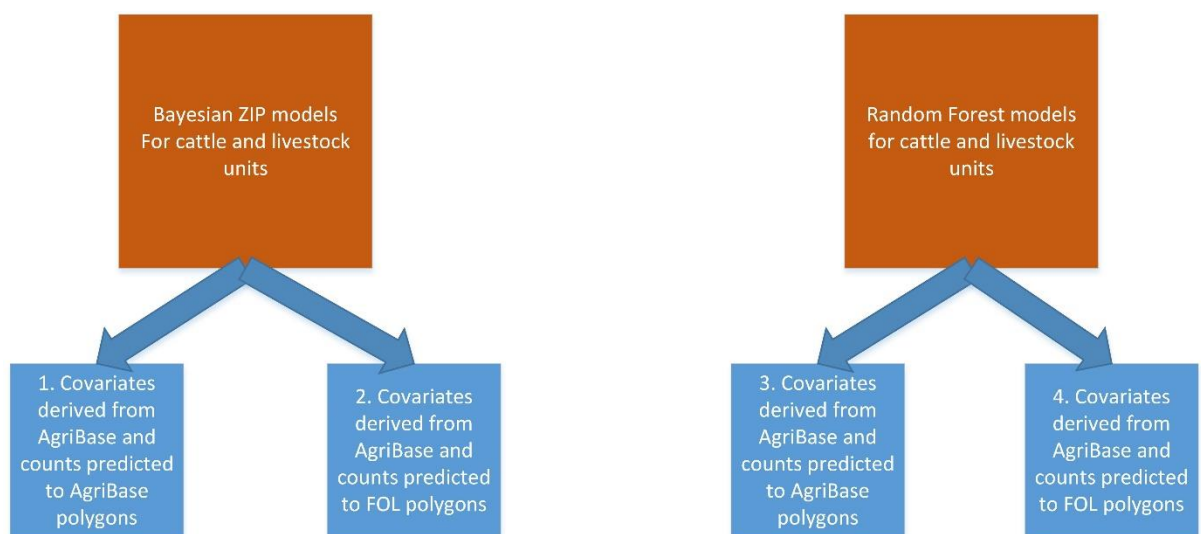 Bayesian ZIP models
For cattle and livestock
units
Random Forest models
for cattle and livestock
units
1. Covariates
derived from
AgriBase and
counts predicted
to AgriBase
polygons
2. Covariates
derived from
AgriBase and
counts predicted
to FOL polygons
3. Covariates
derived from
AgriBase and
counts predicted
to AgriBase
polygons
4. Covariates
derived from
AgriBase and
counts predicted
to FOL polygons